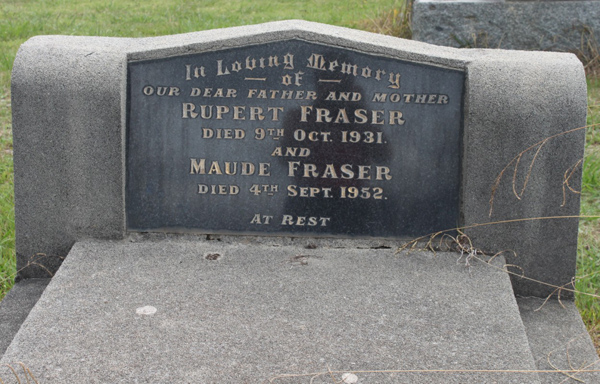 In Loving Memory
of
OUR DEAR FATHER AND MOTHER
RUPERT FRASER
DIED 9TH OCT. 1931.
AND
MAUDE FRASER
DIED 4TH SEPT. 1952.
AT REST